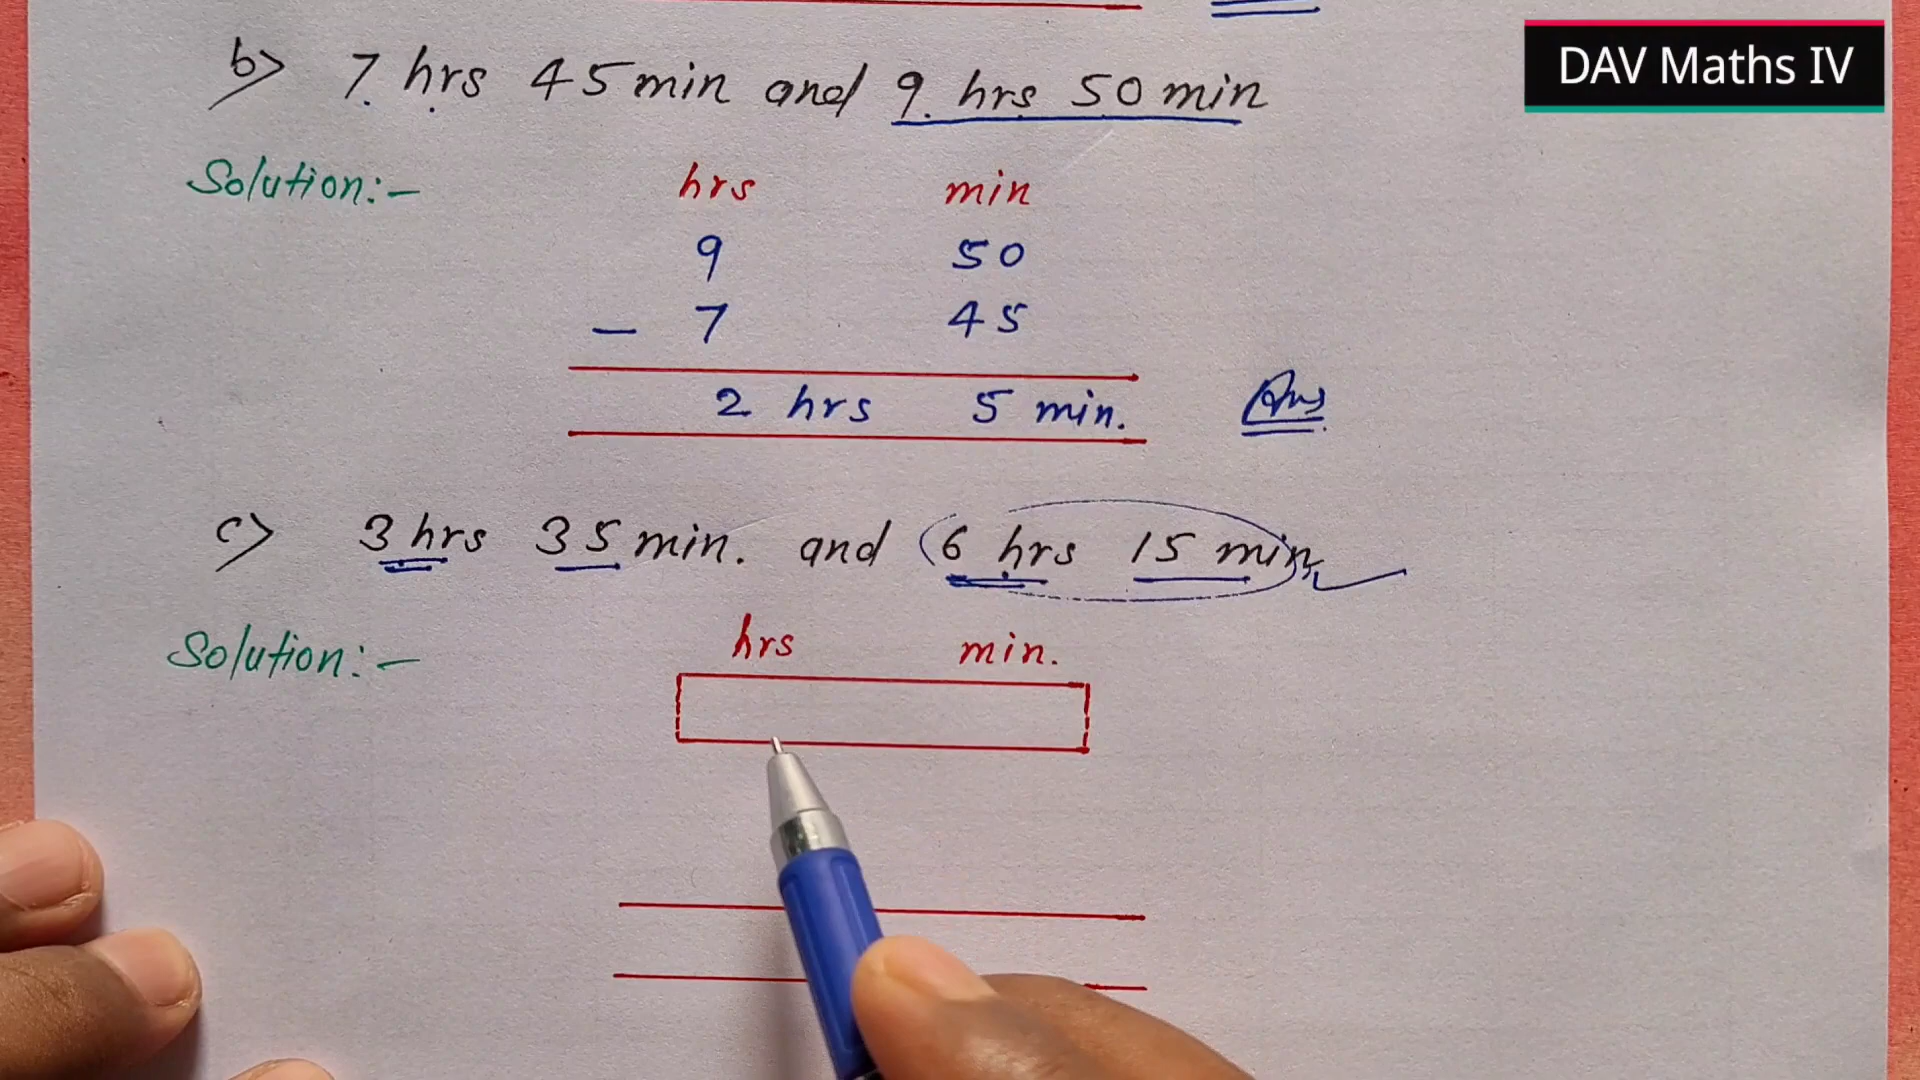 DAV Maths IV
b> 7 hrs 45 min and 9 hrs 50 min
Solution:-
hrs min
9 50
- 7 45
2 hrs 5 min. Ans
c> 3 hrs 35 min. and 6 hrs 15 min
Solution:-
hrs min.